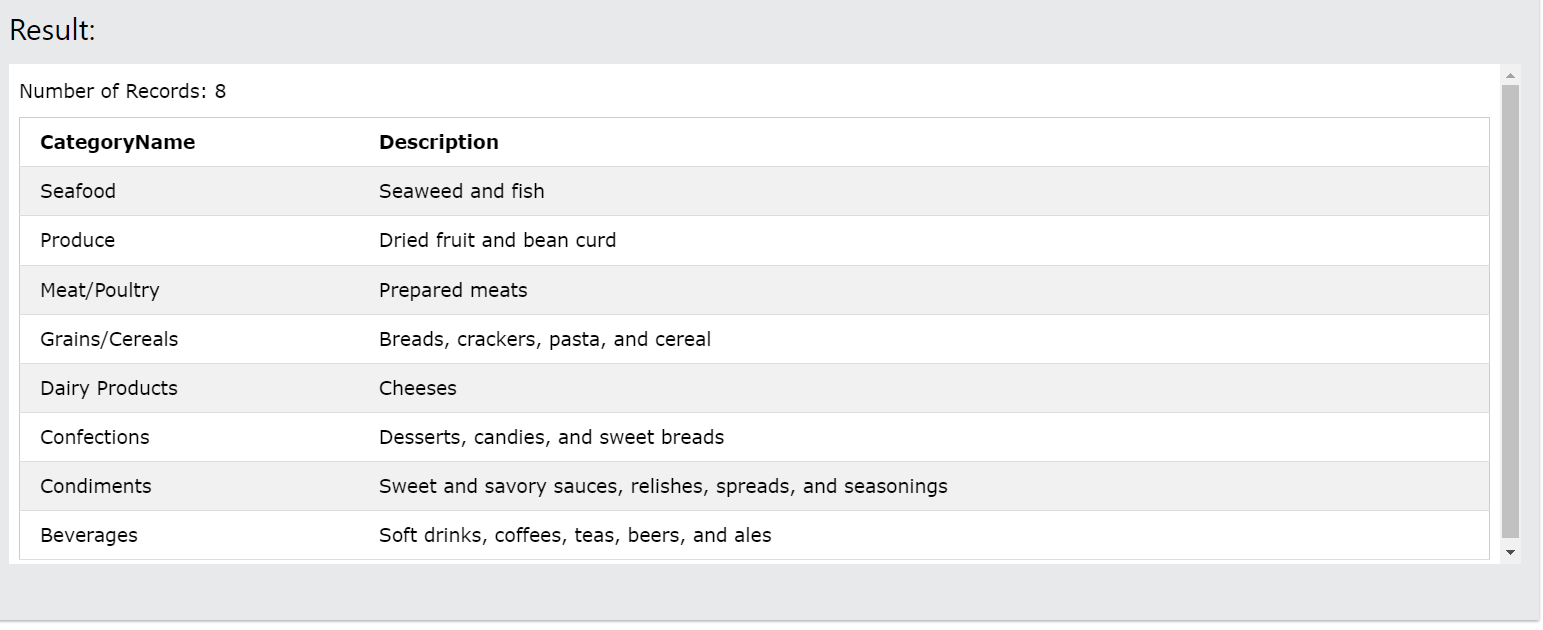 Result:
Number of Records: 8
CategoryName Description
Seafood Seaweed and fish
Produce Dried fruit and bean curd
Meat/Poultry Prepared meats
Grains/Cereals Breads, crackers, pasta, and cereal
Dairy Products Cheeses
Confections Desserts, candies, and sweet breads
Condiments Sweet and savory sauces, relishes, spreads, and seasonings
Beverages Soft drinks, coffees, teas, beers, and ales